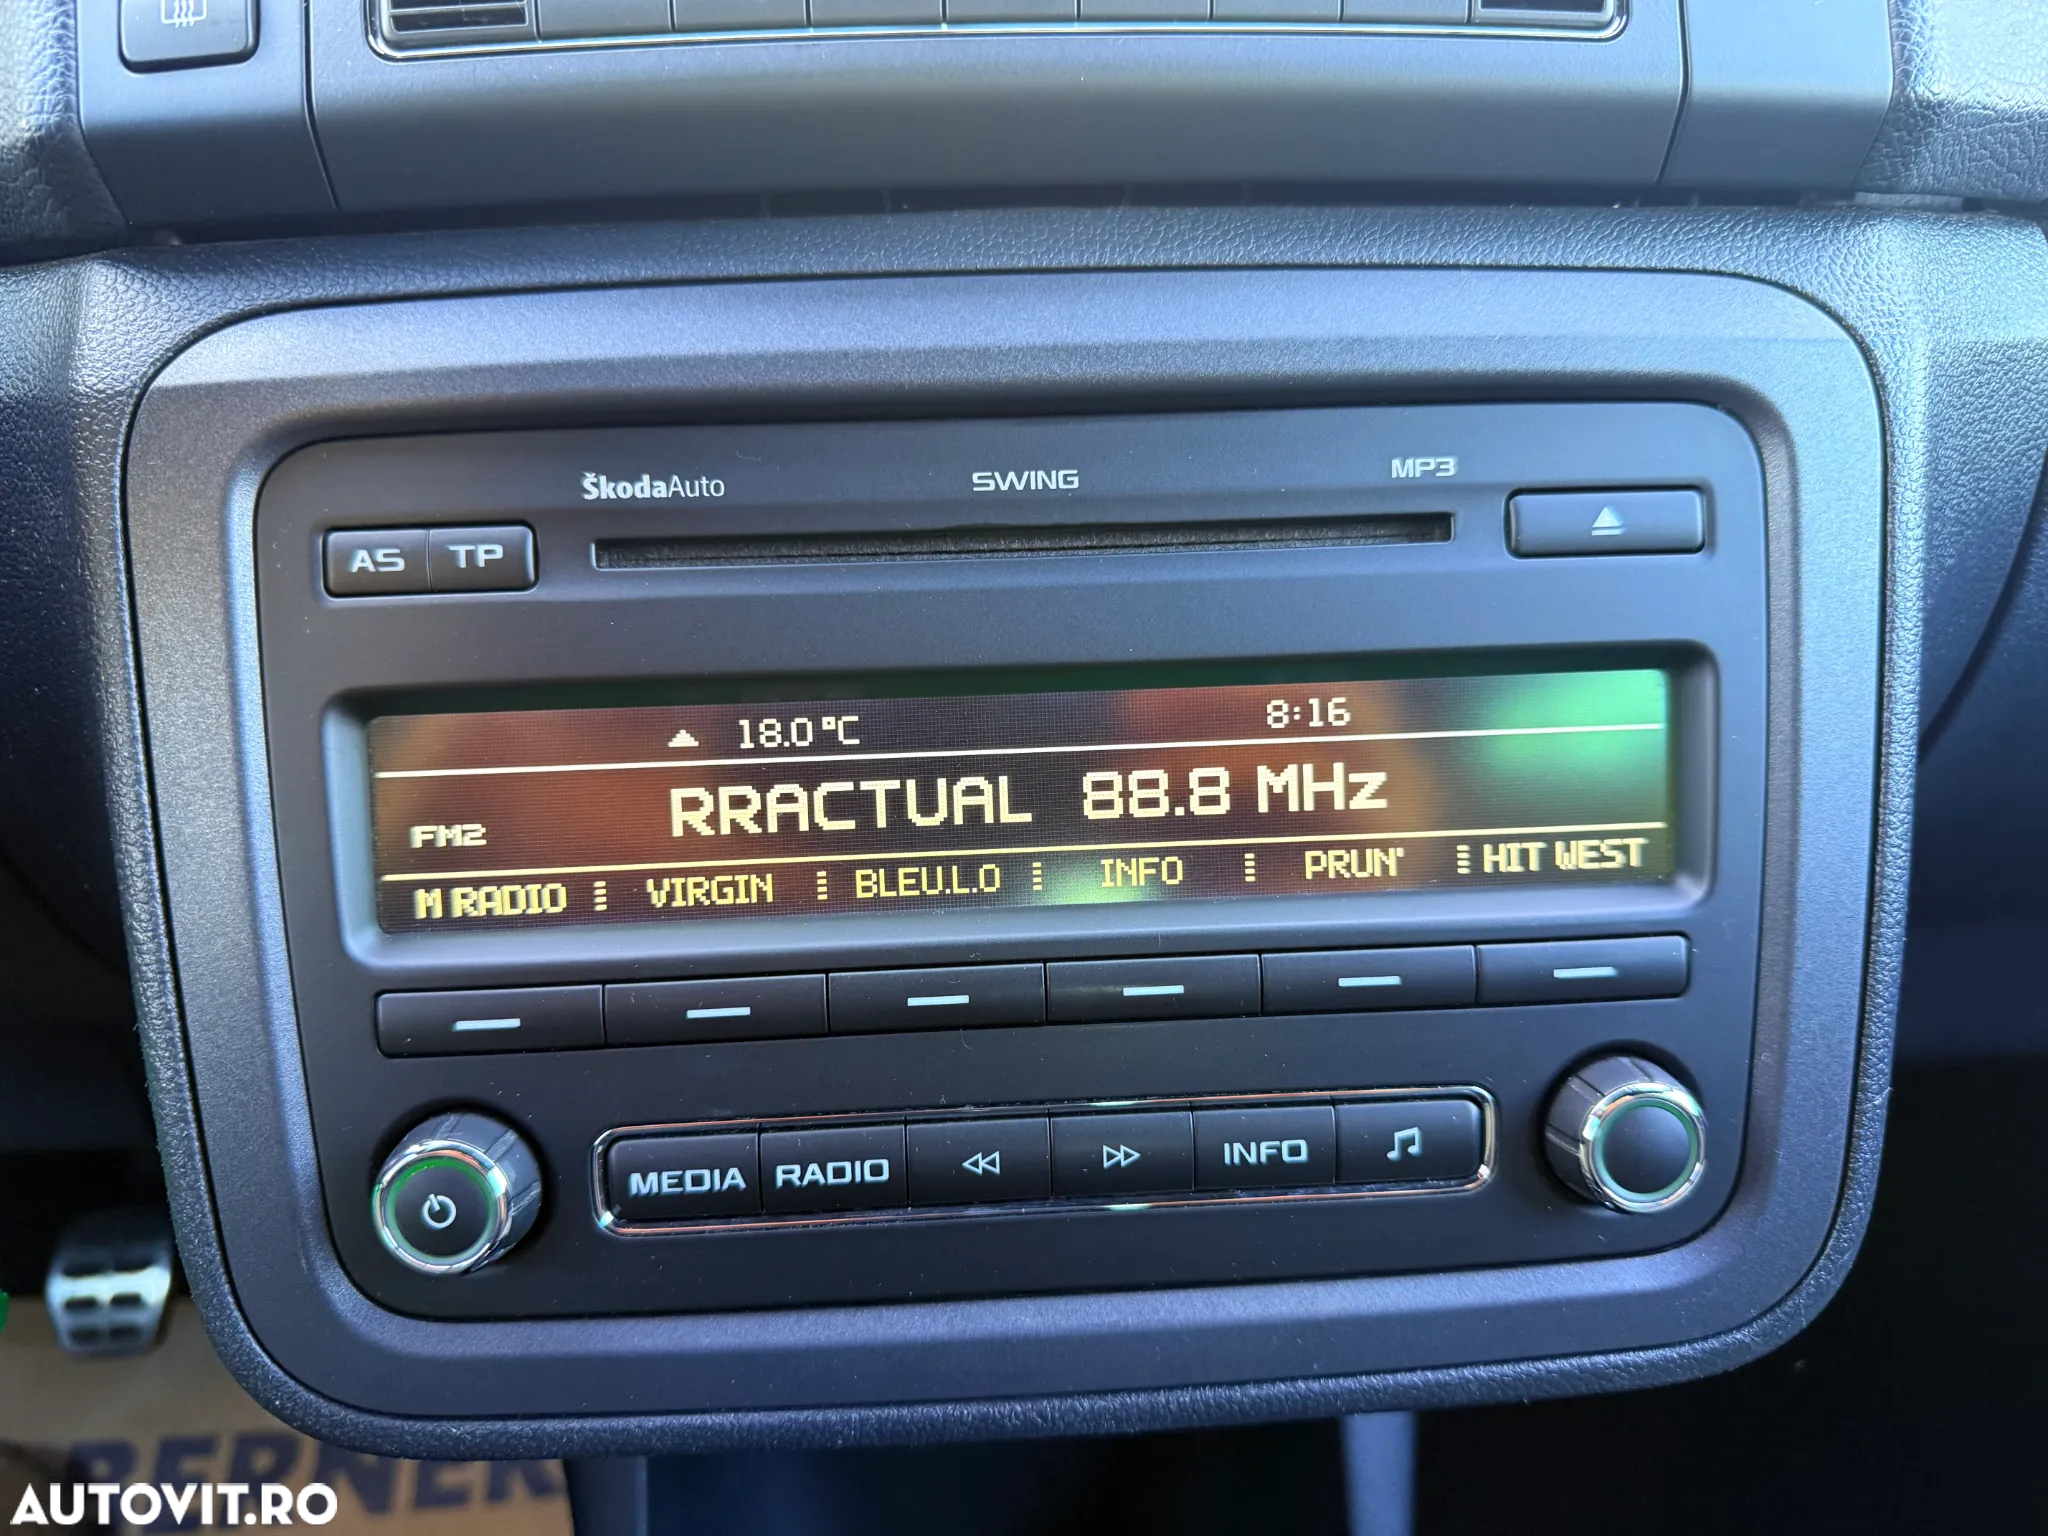 ŠkodaAuto SWING MP3
AS TP
18.0°C 8:16
FM2 RRACTUAL 88.8 MHz
M RADIO VIRGIN BLEU.L.O INFO PRUN' HIT WEST
MEDIA RADIO INFO
BERNER
AUTOVIT.RO